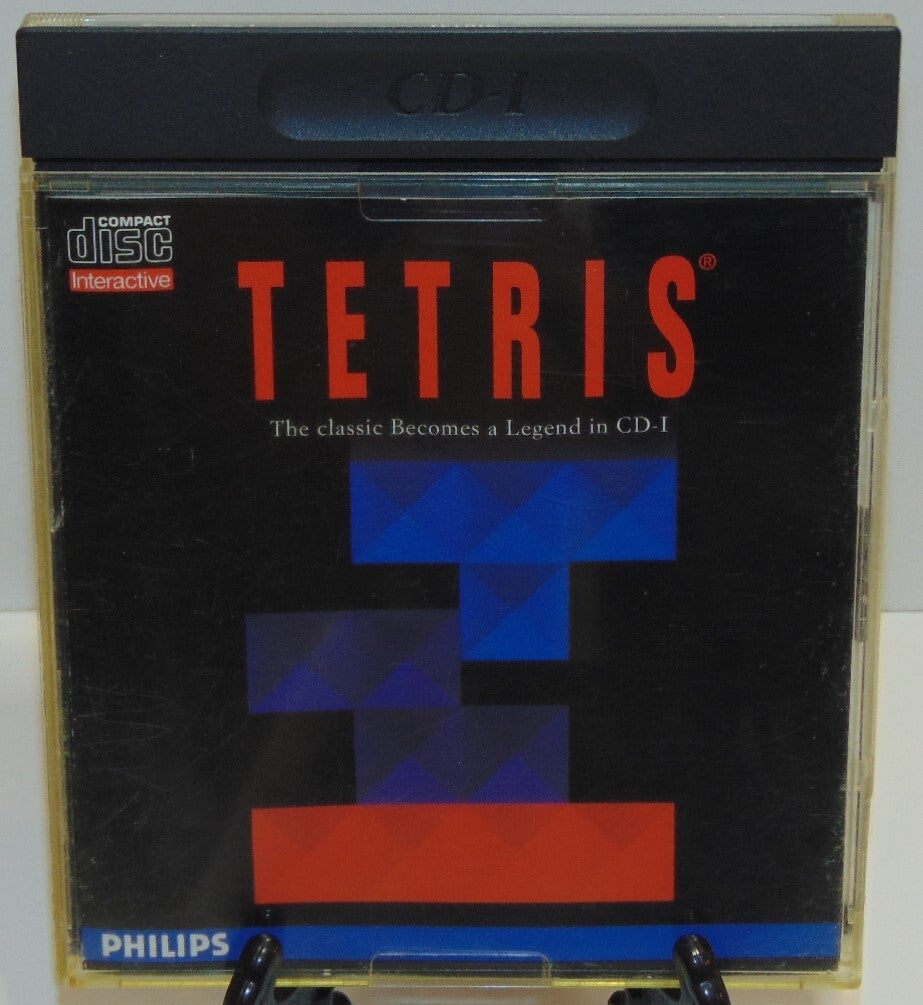 CD-I
COMPACT
disc
Interactive
TETRIS®
The classic Becomes a Legend in CD-I
PHILIPS